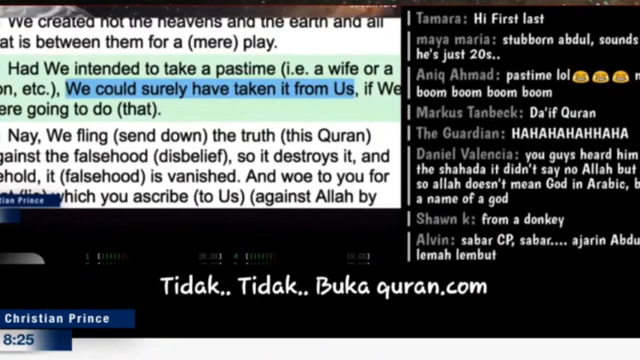 We created not the heavens and the earth and all
at is between them for a (mere) play.
Had We intended to take a pastime (i.e. a wife or a
on, etc.), We could surely have taken it from Us, if We
ere going to do (that).
Nay, We fling (send down) the truth (this Quran)
gainst the falsehood (disbelief), so it destroys it, and
ehold, it (falsehood) is vanished. And woe to you for
which you ascribe (to Us) (against Allah by
tian Prince
Tamara: Hi First last
maya maria: stubborn abdul, sounds
he's just 20s..
Aniq Ahmad: pastime lol😂😂😂
boom boom boom boom
Markus Tanbeck: Da'if Quran
The Guardian: HAHAHAHAHHAHA
Daniel Valencia: you guys heard him
the shahada it didn't say no Allah but
so allah doesn't mean God in Arabic, b
a name of a god
Shawn k: from a donkey
Alvin: sabar CP, sabar.... ajarin Abdu
lemah lembut
Tidak.. Tidak.. Buka quran.com
Christian Prince
8:25